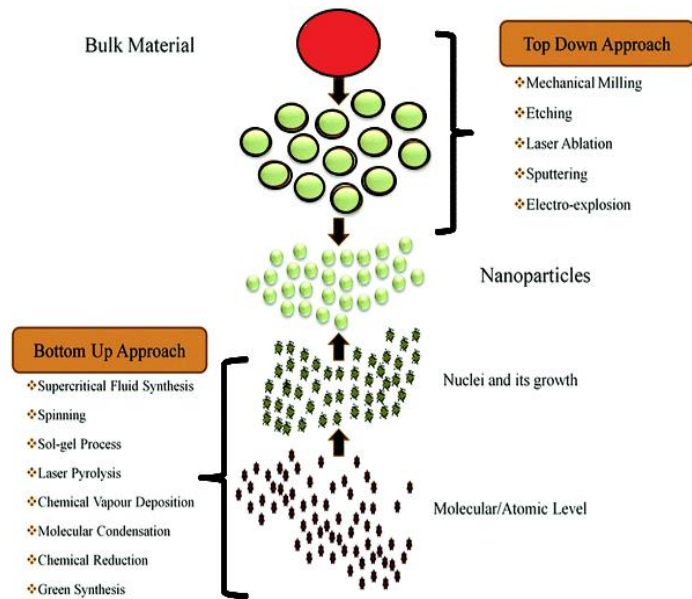 Bulk Material
Top Down Approach
❖Mechanical Milling
❖Etching
❖Laser Ablation
❖Sputtering
❖Electro-explosion
Nanoparticles
Bottom Up Approach
❖Supercritical Fluid Synthesis
❖Spinning
❖Sol-gel Process
❖Laser Pyrolysis
❖Chemical Vapour Deposition
❖Molecular Condensation
❖Chemical Reduction
❖Green Synthesis
Nuclei and its growth
Molecular/Atomic Level